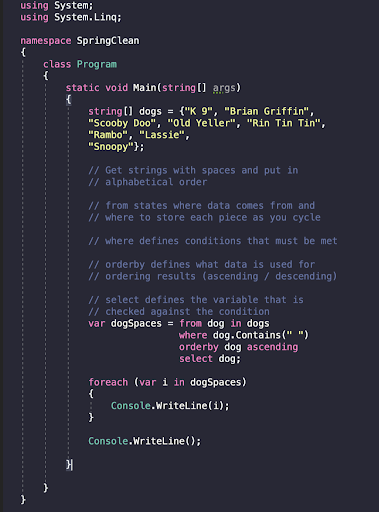 using System;
using System.Linq;
namespace SpringClean
{
class Program
{
static void Main(string[] args)
{
string[] dogs = {"K 9", "Brian Griffin",
"Scooby Doo", "Old Yeller", "Rin Tin Tin",
"Rambo", "Lassie",
"Snoopy"};
// Get strings with spaces and put in
// alphabetical order
// from states where data comes from and
// where to store each piece as you cycle
// where defines conditions that must be met
// orderby defines what data is used for
// ordering results (ascending / descending)
// select defines the variable that is
// checked against the condition
var dogSpaces = from dog in dogs
where dog.Contains(" ")
orderby dog ascending
select dog;
foreach (var i in dogSpaces)
{
Console.WriteLine(i);
}
Console.WriteLine();
}
}
}